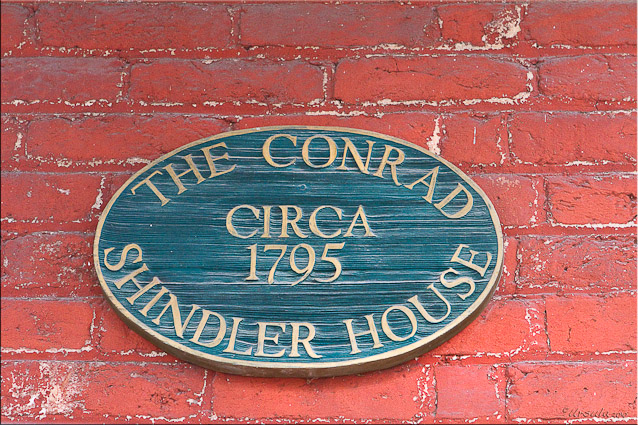 THE CONRAD
CIRCA
1795
SHINDLER HOUSE